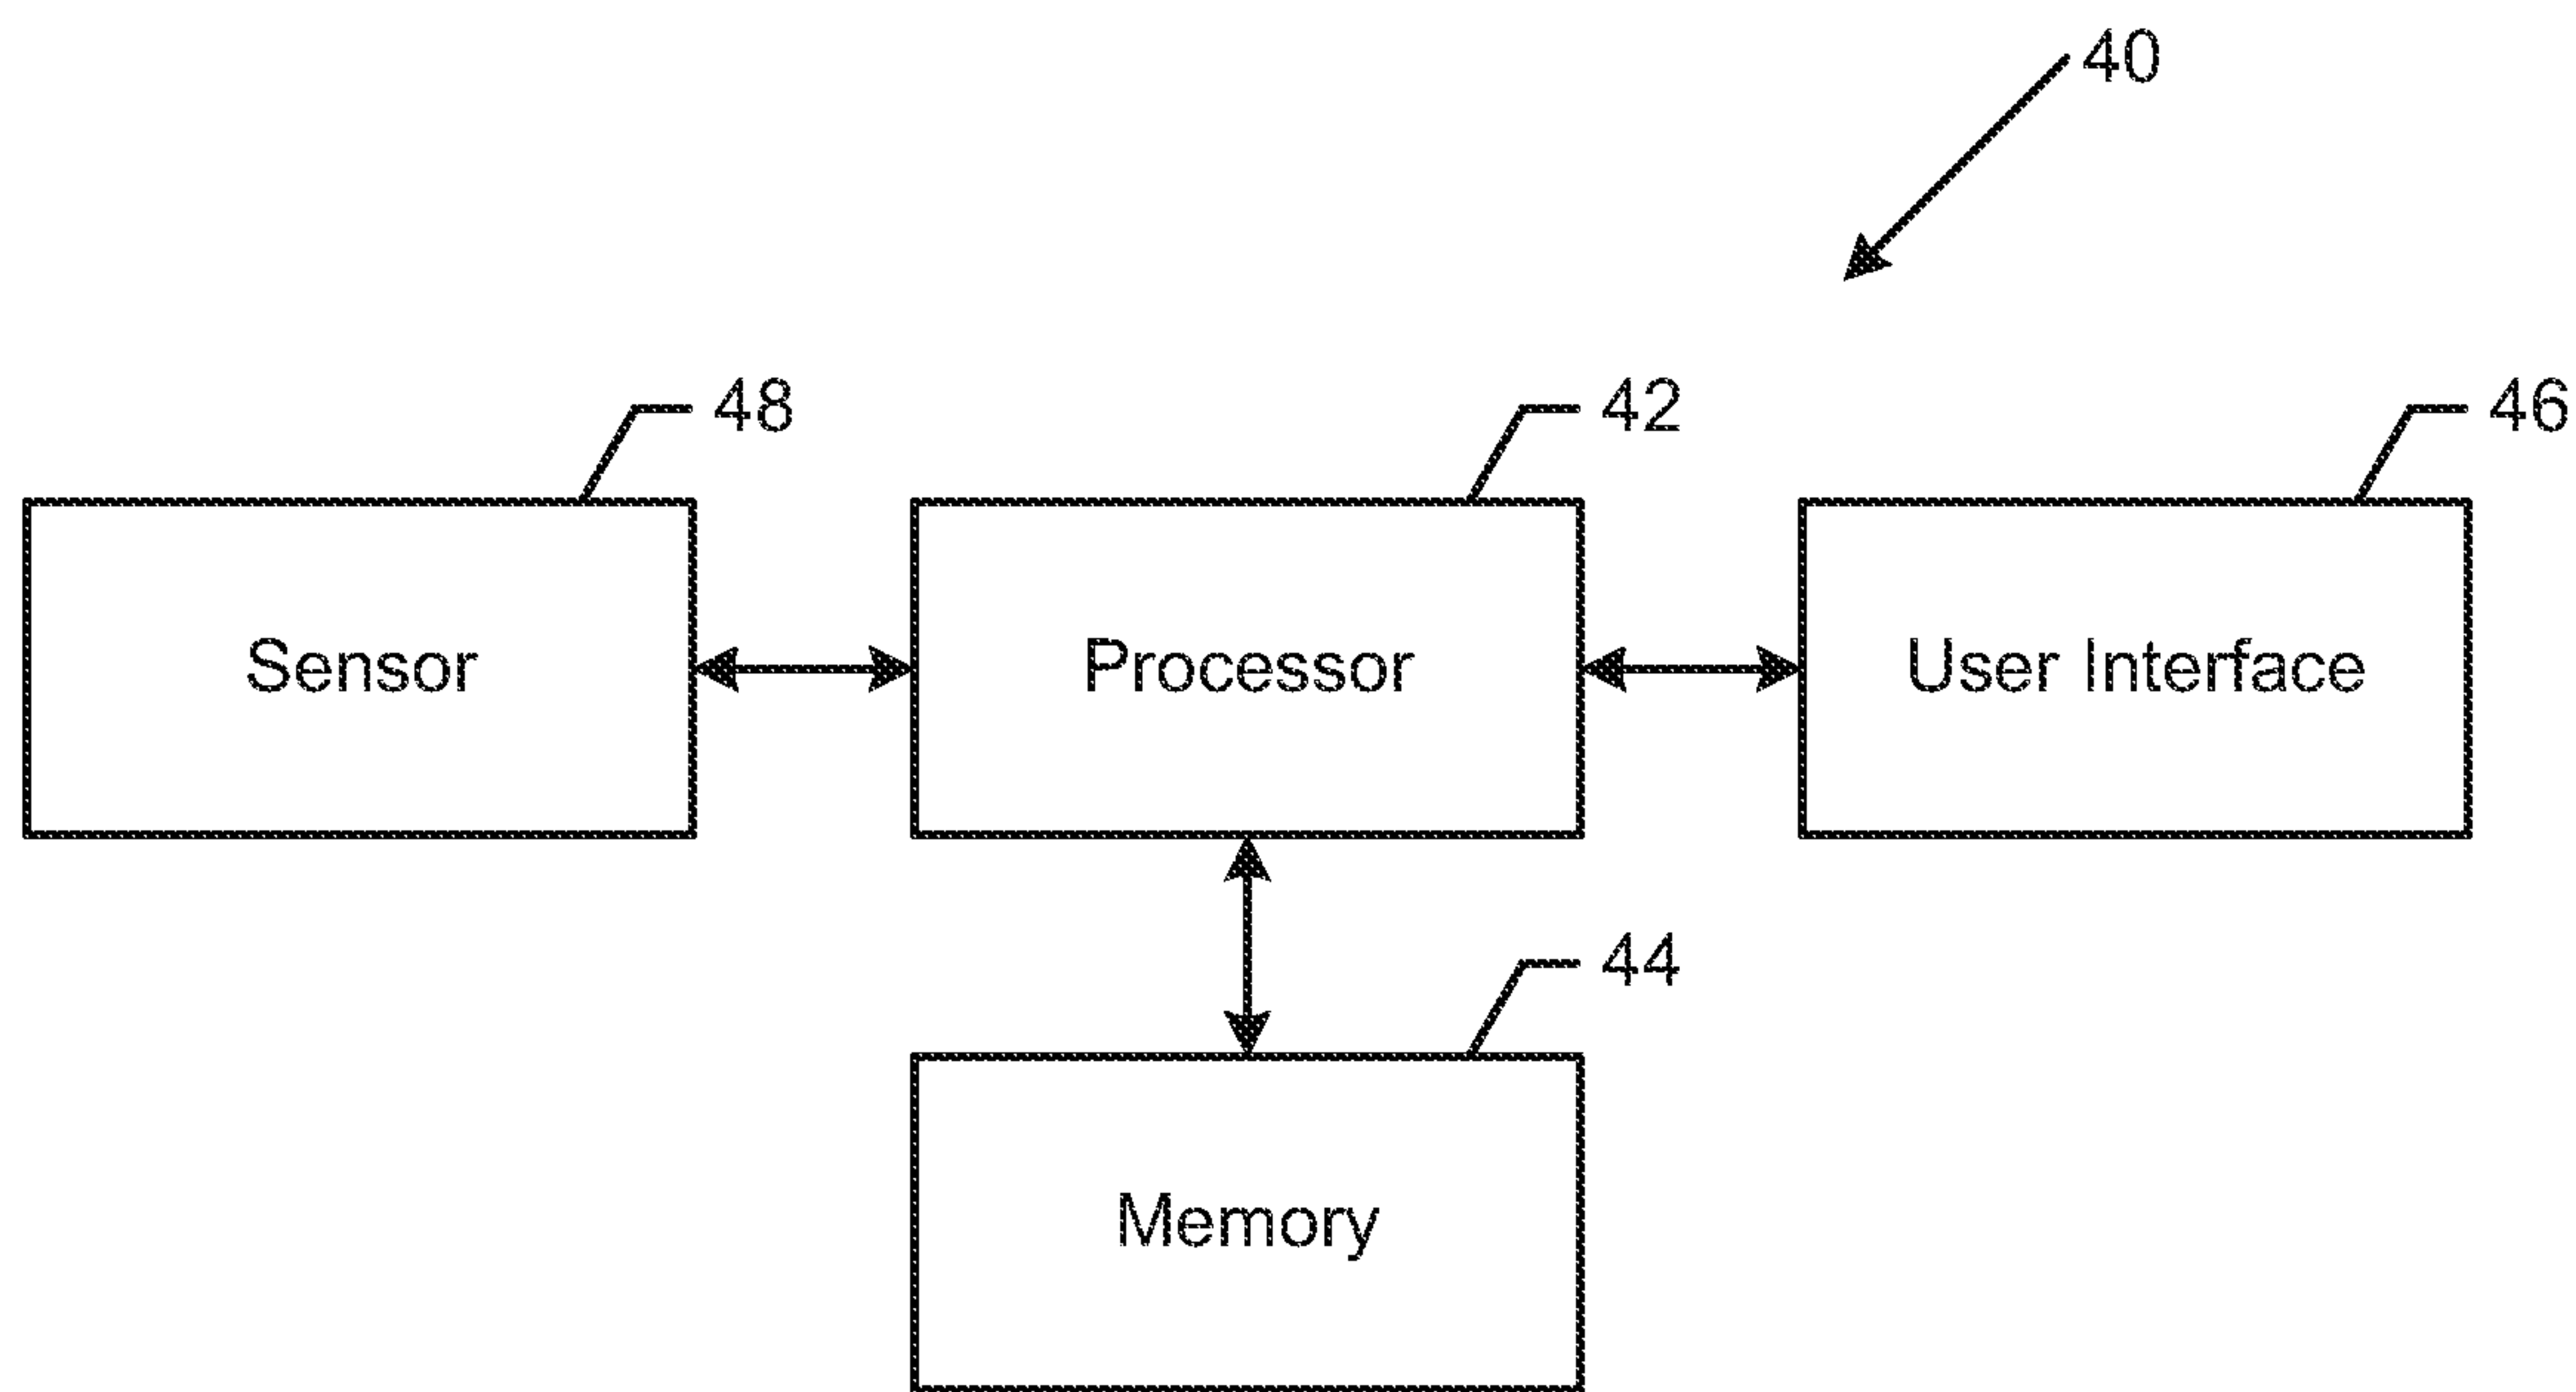 40
48
42
46
Sensor
Processor
User Interface
44
Memory